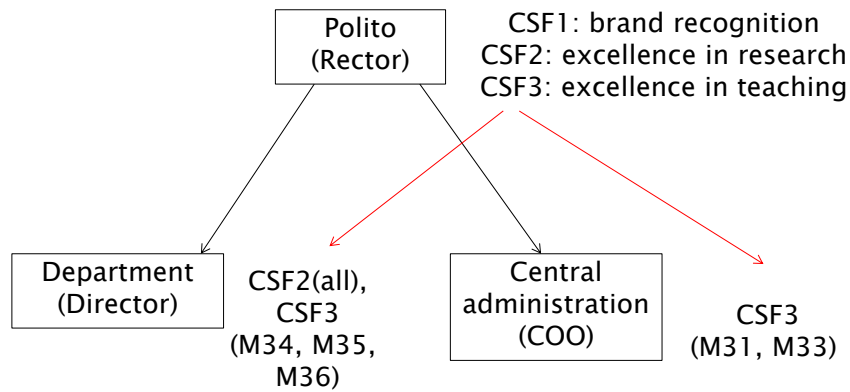 Polito
(Rector)
CSF1: brand recognition
CSF2: excellence in research
CSF3: excellence in teaching
Department
(Director)
CSF2(all),
CSF3
(M34, M35,
M36)
Central
administration
(COO)
CSF3
(M31, M33)